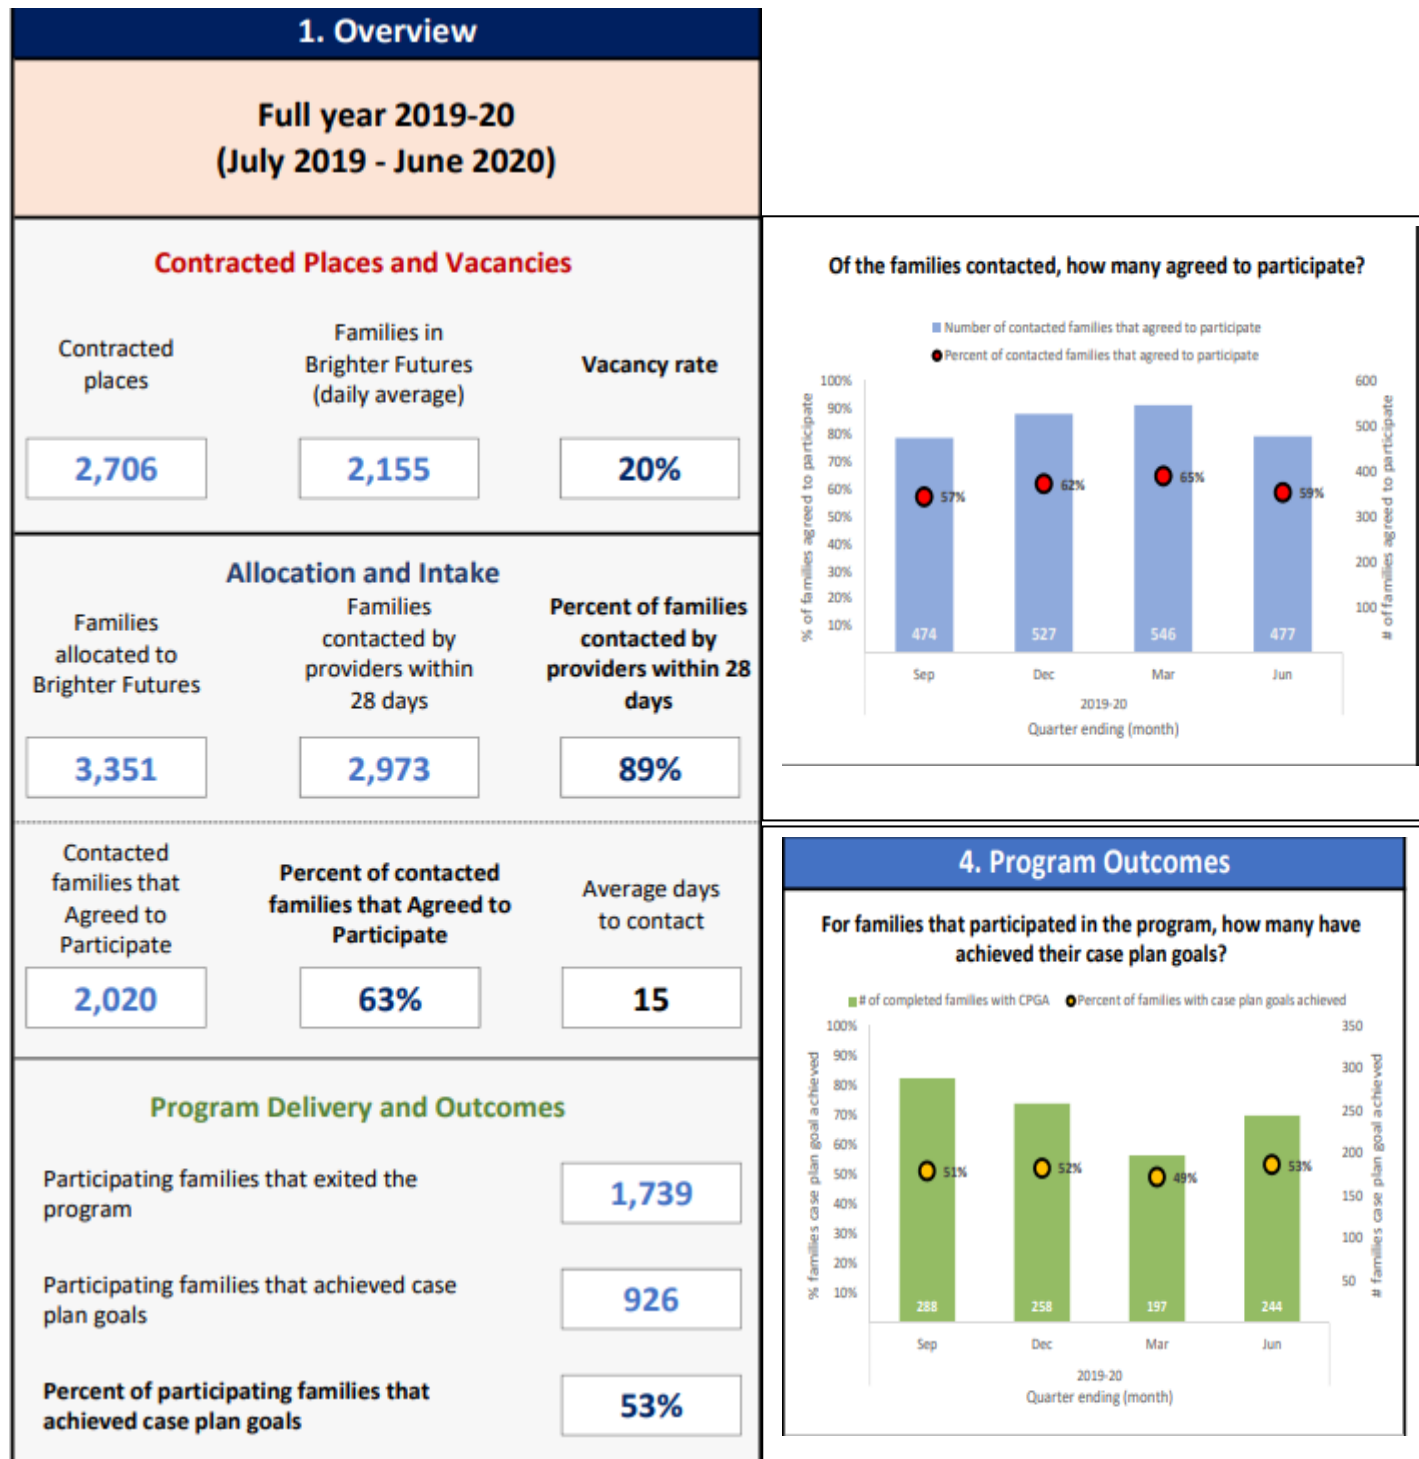 1. Overview
Full year 2019-20
(July 2019 - June 2020)
Contracted Places and Vacancies
Contracted
places
Families in
Brighter Futures
(daily average)
Vacancy rate
2,706
2,155
20%
Allocation and Intake
Families
allocated to
Brighter Futures
Families
contacted by
providers within
28 days
Percent of families
contacted by
providers within 28
days
3,351
2,973
89%
Contacted
families that
Agreed to
Participate
Percent of contacted
families that Agreed to
Participate
Average days
to contact
2,020
63%
15
Program Delivery and Outcomes
Participating families that exited the
program
1,739
Participating families that achieved case
plan goals
926
Percent of participating families that
achieved case plan goals
53%
Of the families contacted, how many agreed to participate?
Number of contacted families that agreed to participate
Percent of contacted families that agreed to participate
% of families agreed to participate
100%
90%
80%
70%
60%
50%
40%
30%
20%
10%
57%
62%
65%
59%
474
527
546
477
600
500
400
300
200
100
# of families agreed to participate
Sep
Dec
Mar
Jun
2019-20
Quarter ending (month)
4. Program Outcomes
For families that participated in the program, how many have
achieved their case plan goals?
# of completed families with CPGA
Percent of families with case plan goals achieved
% families case plan goal achieved
100%
90%
80%
70%
60%
50%
40%
30%
20%
10%
51%
52%
49%
53%
288
258
197
244
350
300
250
200
150
100
50
# families case plan goal achieved
Sep
Dec
Mar
Jun
2019-20
Quarter ending (month)